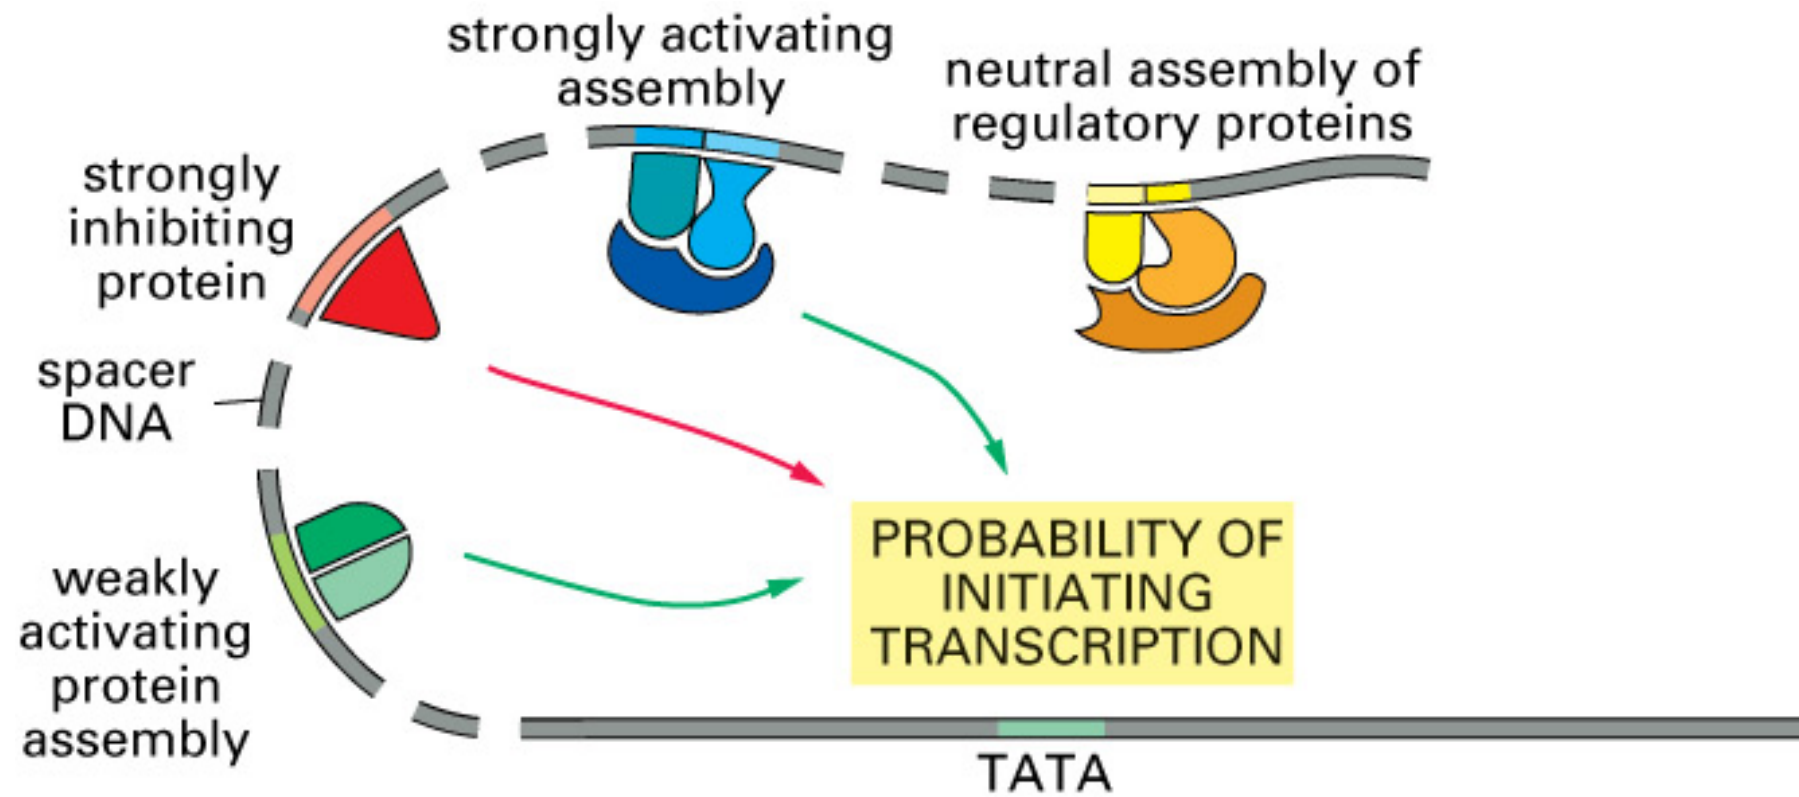 strongly activating
assembly
neutral assembly of
regulatory proteins
strongly
inhibiting
protein
spacer
DNA
weakly
activating
protein
assembly
PROBABILITY OF
INITIATING
TRANSCRIPTION
TATA